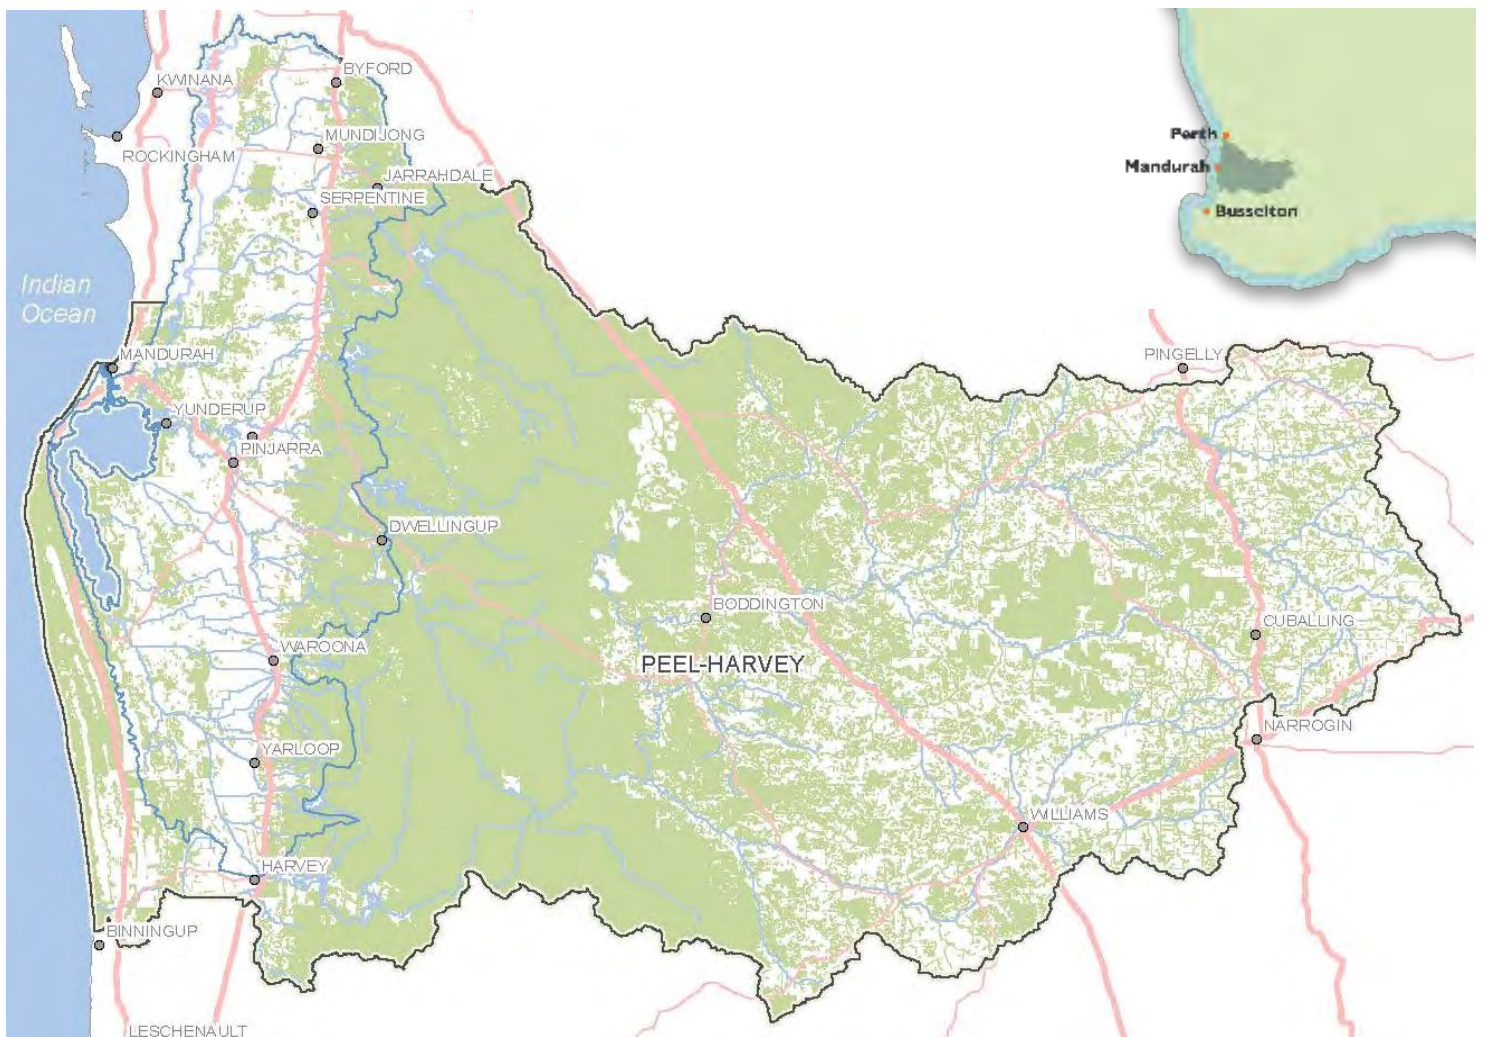 KWINANA
BYFORD
Perth
MUNDIJONG
ROCKINGHAM
Mandurah
JARRAHDALE
SERPENTINE
Busselton
Indian
Ocean
MANDURAH
PINGELLY
YUNDERUP
PINJARRA
DWELLINGUP
BODDINGTON
CUBALLING
WAROONA
PEEL-HARVEY
NARROGIN
YARLOOP
WILLIAMS
HARVEY
BINNINGUP
LESCHENAULT